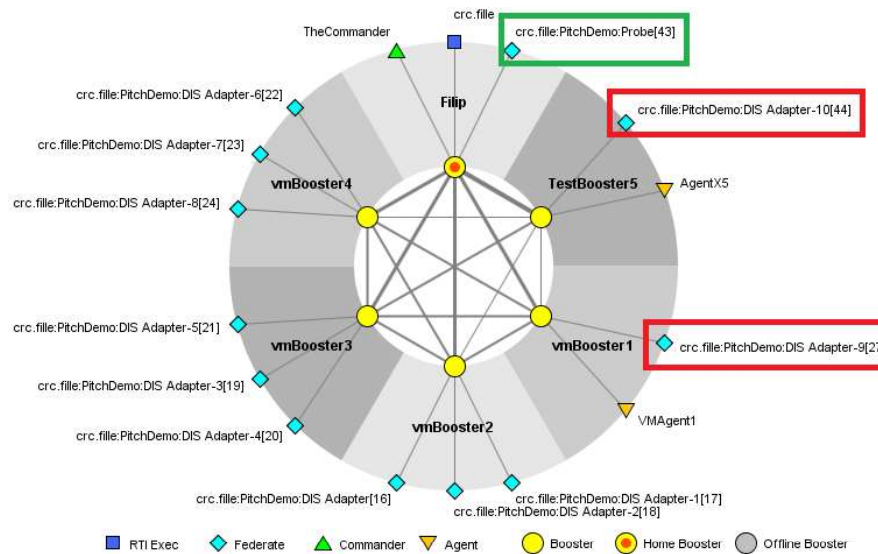 crc.fille
TheCommander
crc.fille:PitchDemo:Probe[43]
Filip
crc.fille:PitchDemo:DIS Adapter-6[22]
crc.fille:PitchDemo:DIS Adapter-10[44]
crc.fille:PitchDemo:DIS Adapter-7[23]
vmBooster4
TestBooster5
AgentX5
crc.fille:PitchDemo:DIS Adapter-8[24]
crc.fille:PitchDemo:DIS Adapter-5[21]
vmBooster3
vmBooster1
crc.fille:PitchDemo:DIS Adapter-9[27
crc.fille:PitchDemo:DIS Adapter-3[19]
vmBooster2
VMAgent1
crc.fille:PitchDemo:DIS Adapter-4[20]
crc.fille:PitchDemo:DIS Adapter[16]
crc.fille:PitchDemo:DIS Adapter-1[17]
crc.fille:PitchDemo:DIS Adapter-2[18]
RTI Exec Federate Commander Agent Booster Home Booster Offline Booster